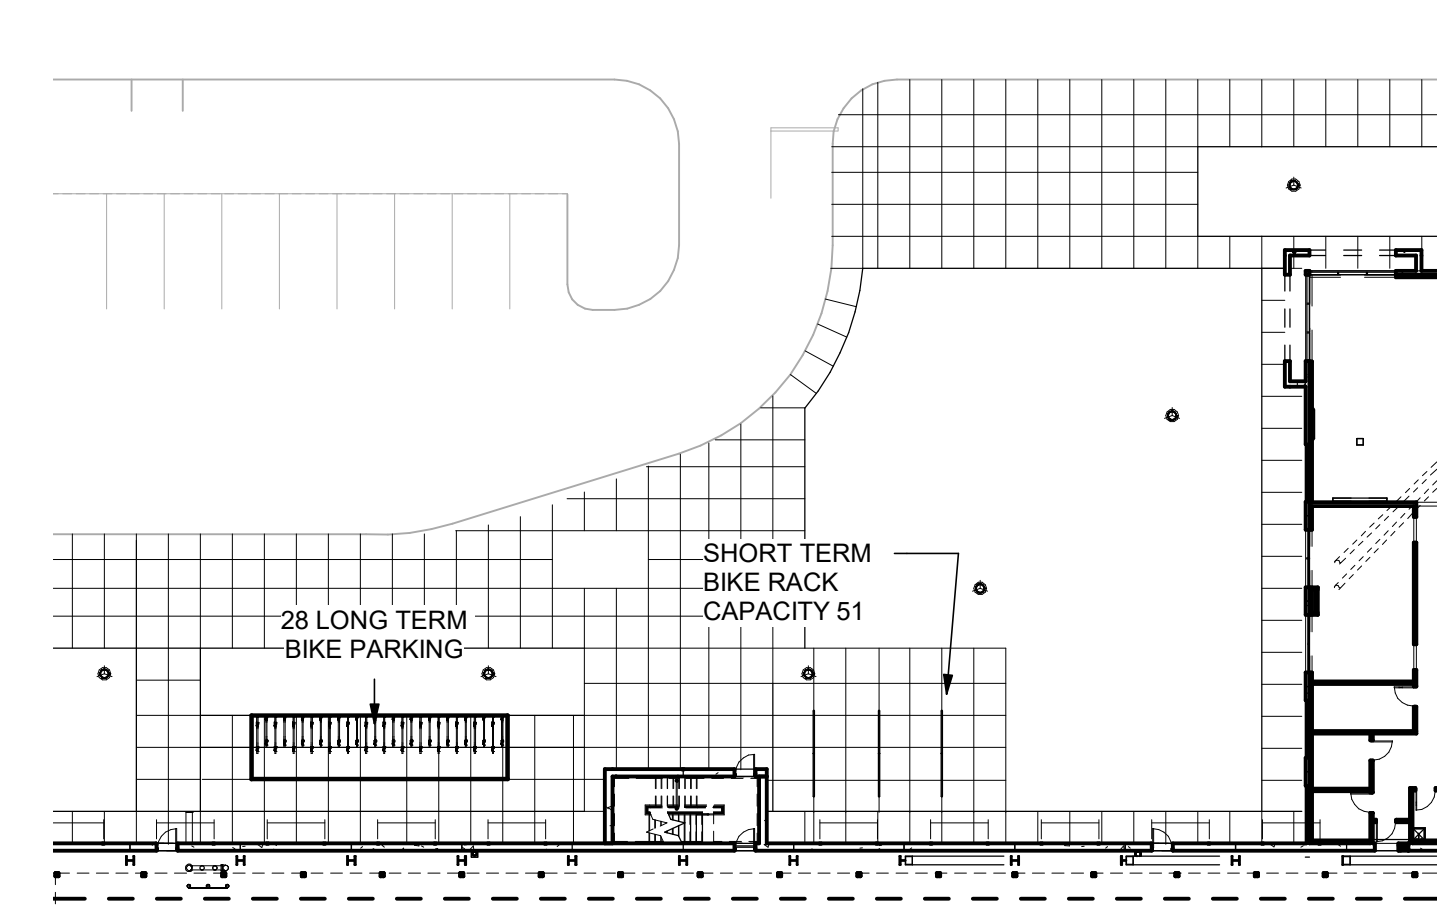 SHORT TERM
BIKE RACK
CAPACITY 51
28 LONG TERM
BIKE PARKING